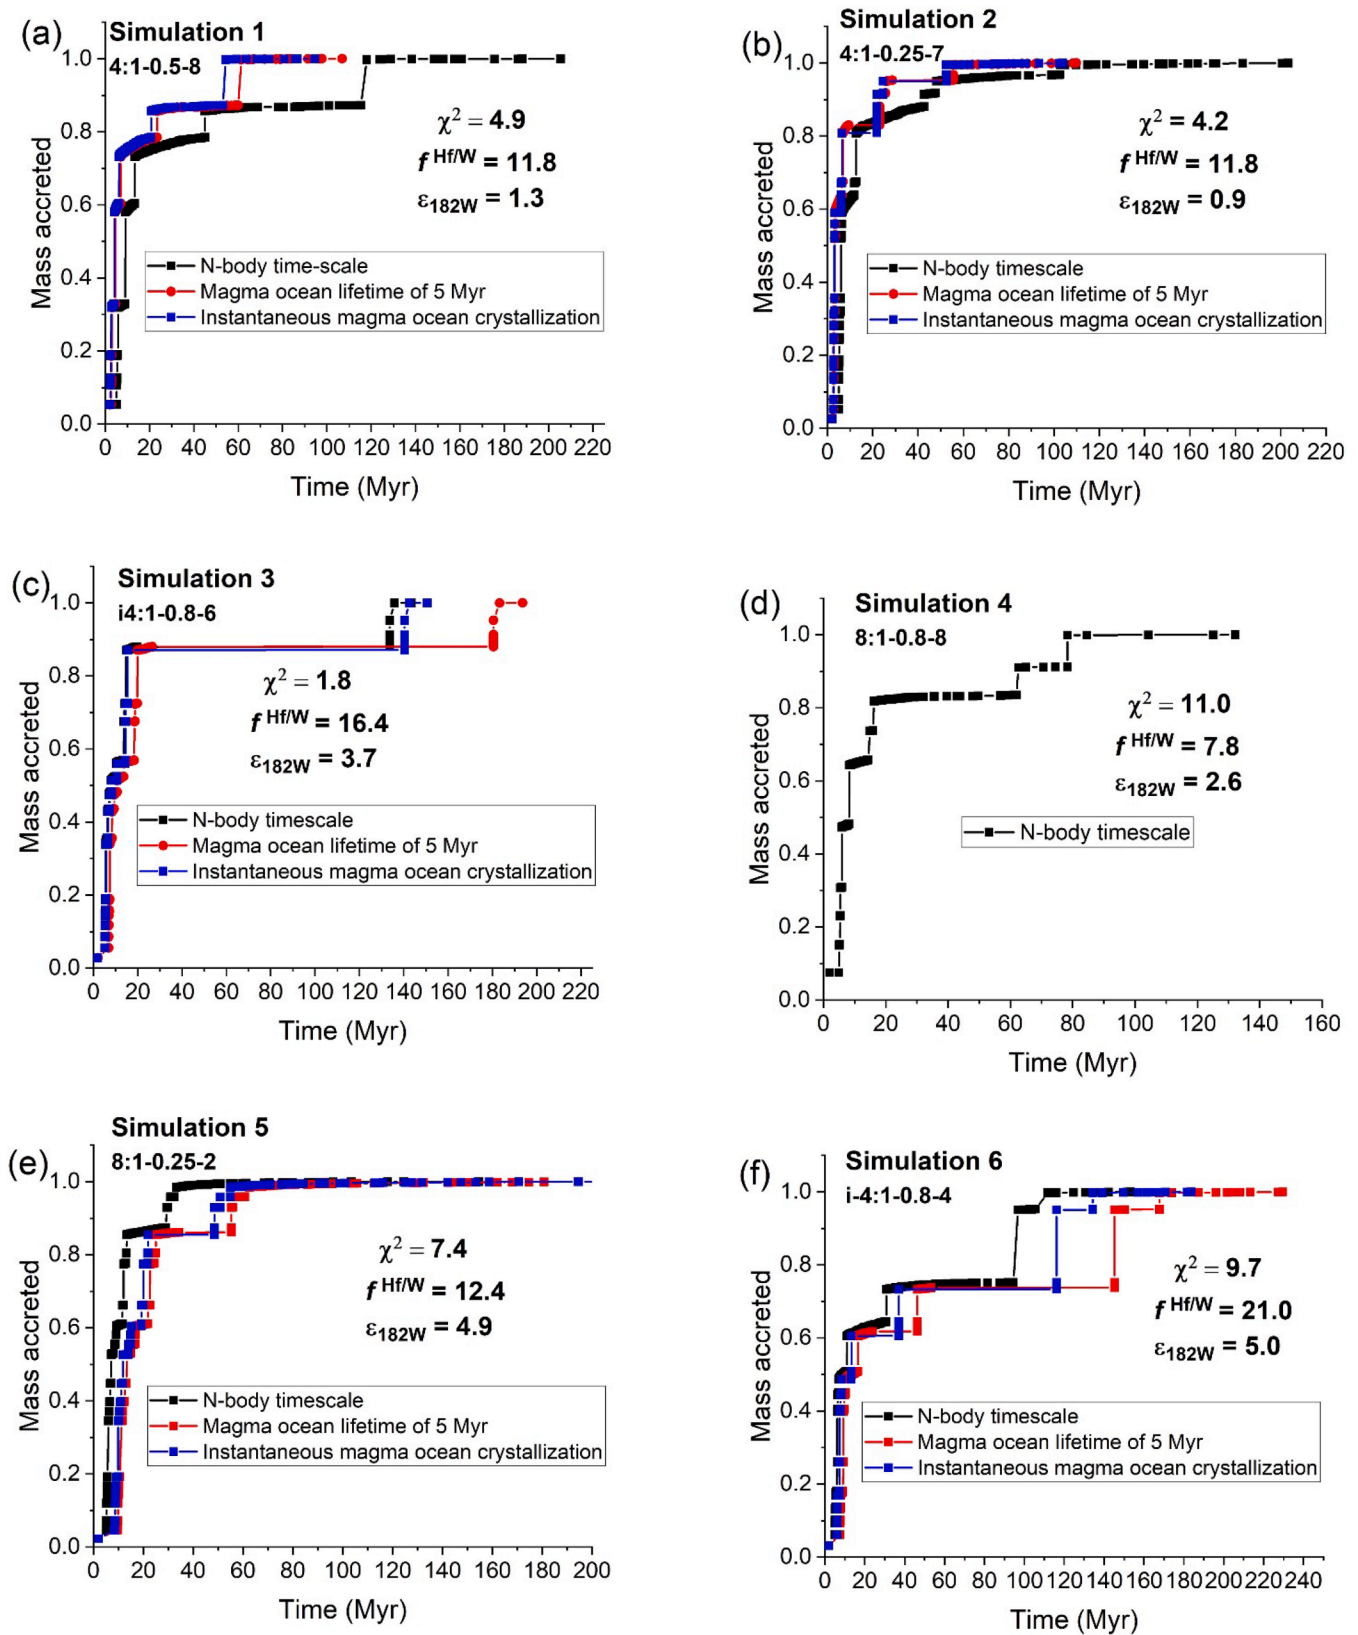 (a)
Simulation 1
4:1-0.5-8
χ² = 4.9
f Hf/W = 11.8
ε182W = 1.3
N-body time-scale
Magma ocean lifetime of 5 Myr
Instantaneous magma ocean crystallization
Mass accreted
1.0
0.8
0.6
0.4
0.2
0.0
0 20 40 60 80 100 120 140 160 180 200 220
Time (Myr)
(b)
Simulation 2
4:1-0.25-7
χ² = 4.2
f Hf/W = 11.8
ε182W = 0.9
N-body timescale
Magma ocean lifetime of 5 Myr
Instantaneous magma ocean crystallization
Mass accreted
1.0
0.8
0.6
0.4
0.2
0.0
0 20 40 60 80 100 120 140 160 180 200 220
Time (Myr)
(c)
Simulation 3
i4:1-0.8-6
χ² = 1.8
f Hf/W = 16.4
ε182W = 3.7
N-body timescale
Magma ocean lifetime of 5 Myr
Instantaneous magma ocean crystallization
Mass accreted
1.0
0.8
0.6
0.4
0.2
0.0
0 20 40 60 80 100 120 140 160 180 200 220
Time (Myr)
(d)
Simulation 4
8:1-0.8-8
χ² = 11.0
f Hf/W = 7.8
ε182W = 2.6
N-body timescale
Mass accreted
1.0
0.8
0.6
0.4
0.2
0.0
0 20 40 60 80 100 120 140 160
Time (Myr)
(e)
Simulation 5
8:1-0.25-2
χ² = 7.4
f Hf/W = 12.4
ε182W = 4.9
N-body timescale
Magma ocean lifetime of 5 Myr
Instantaneous magma ocean crystallization
Mass accreted
1.0
0.8
0.6
0.4
0.2
0.0
0 20 40 60 80 100 120 140 160 180 200
Time (Myr)
(f)
Simulation 6
i-4:1-0.8-4
χ² = 9.7
f Hf/W = 21.0
ε182W = 5.0
N-body timescale
Magma ocean lifetime of 5 Myr
Instantaneous magma ocean crystallization
Mass accreted
1.0
0.8
0.6
0.4
0.2
0.0
0 20 40 60 80 100 120 140 160 180 200 220 240
Time (Myr)